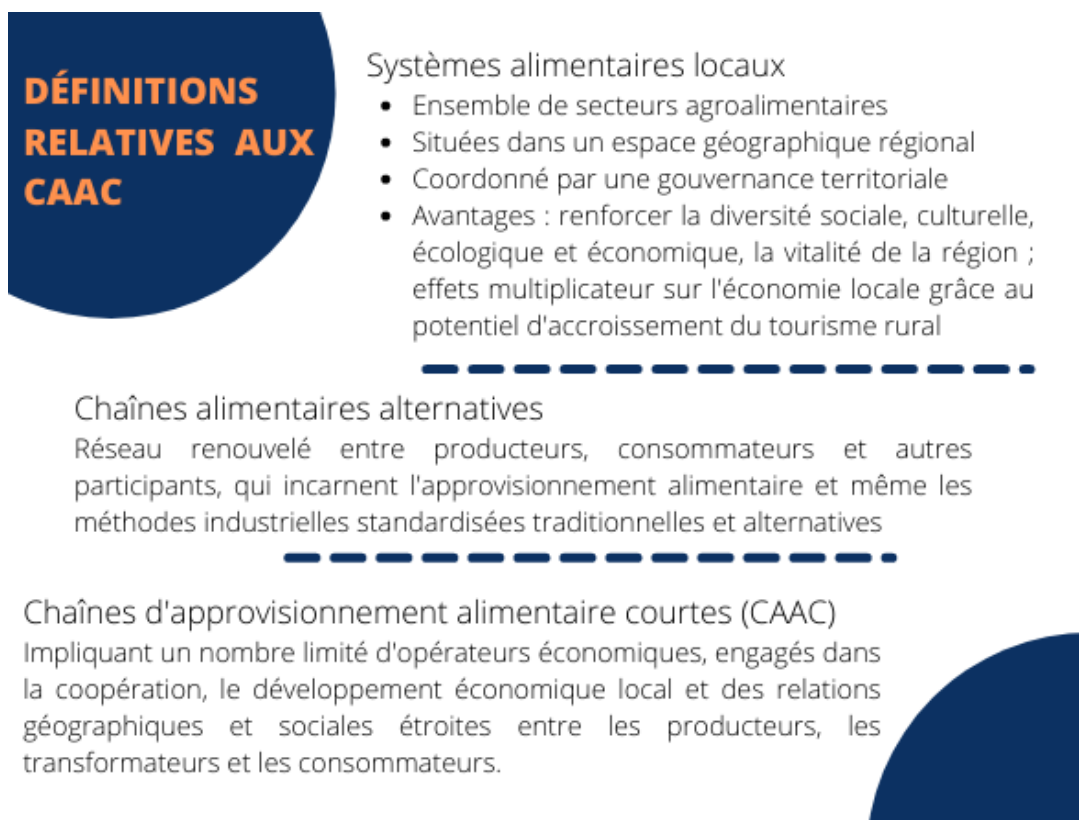 DÉFINITIONS
RELATIVES AUX
CAAC
Systèmes alimentaires locaux
• Ensemble de secteurs agroalimentaires
• Situées dans un espace géographique régional
• Coordonné par une gouvernance territoriale
• Avantages : renforcer la diversité sociale, culturelle,
écologique et économique, la vitalité de la région ;
effets multiplicateur sur l'économie locale grâce au
potentiel d'accroissement du tourisme rural
Chaînes alimentaires alternatives
Réseau renouvelé entre producteurs, consommateurs et autres
participants, qui incarnent l'approvisionnement alimentaire et même les
méthodes industrielles standardisées traditionnelles et alternatives
Chaînes d'approvisionnement alimentaire courtes (CAAC)
Impliquant un nombre limité d'opérateurs économiques, engagés dans
la coopération, le développement économique local et des relations
géographiques et sociales étroites entre les producteurs, les
transformateurs et les consommateurs.